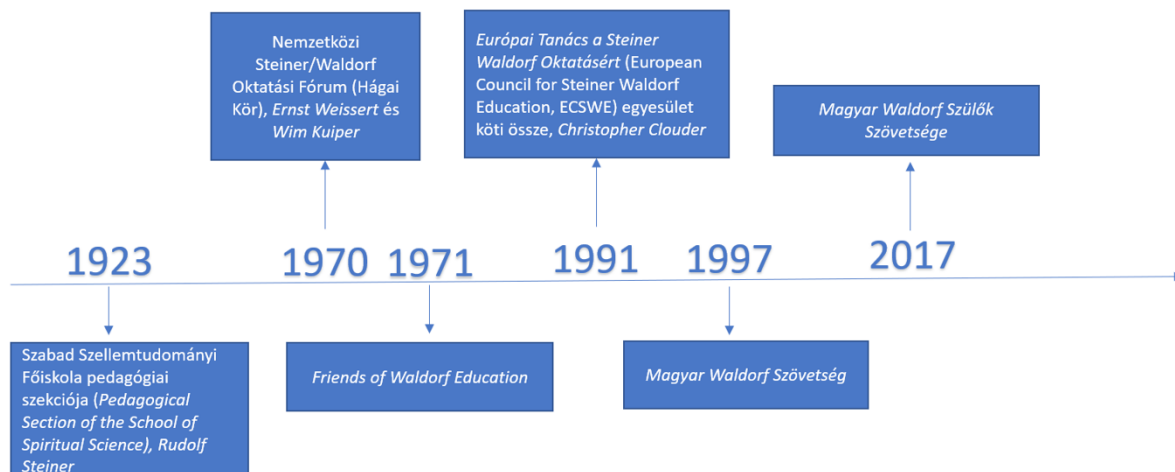 Nemzetközi
Steiner/Waldorf
Oktatási Fórum (Hágai
Kör), Ernst Weissert és
Wim Kuiper
Európai Tanács a Steiner
Waldorf Oktatásért (European
Council for Steiner Waldorf
Education, ECSWE) egyesület
köti össze, Christopher Clouder
Magyar Waldorf Szülők
Szövetsége
1923
1970
1971
1991
1997
2017
Szabad Szellemtudományi
Főiskola pedagógiai
szekciója (Pedagogical
Section of the School of
Spiritual Science), Rudolf
Steiner
Friends of Waldorf Education
Magyar Waldorf Szövetség